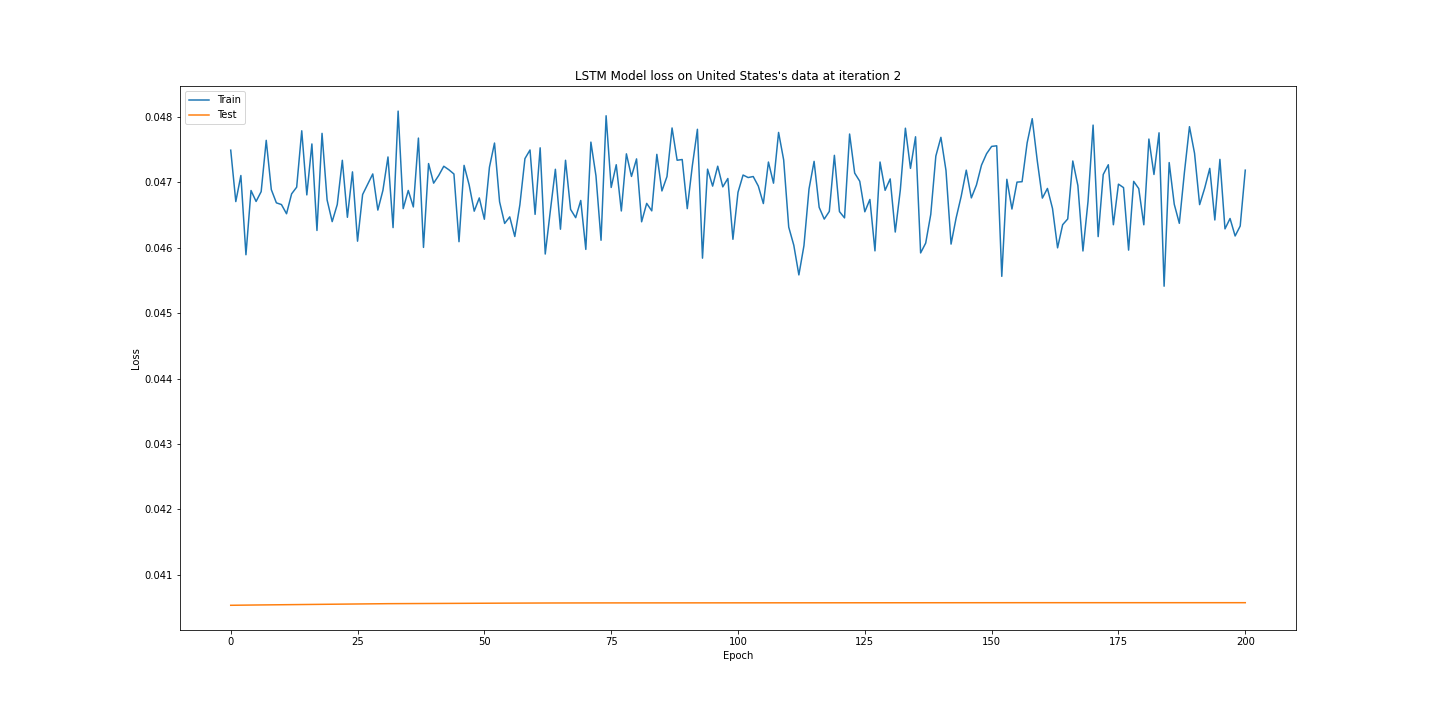 LSTM Model loss on United States's data at iteration 2
Train
Test
0.048
0.047
0.046
0.045
0.044
0.043
0.042
0.041
Loss
0 25 50 75 100 125 150 175 200
Epoch